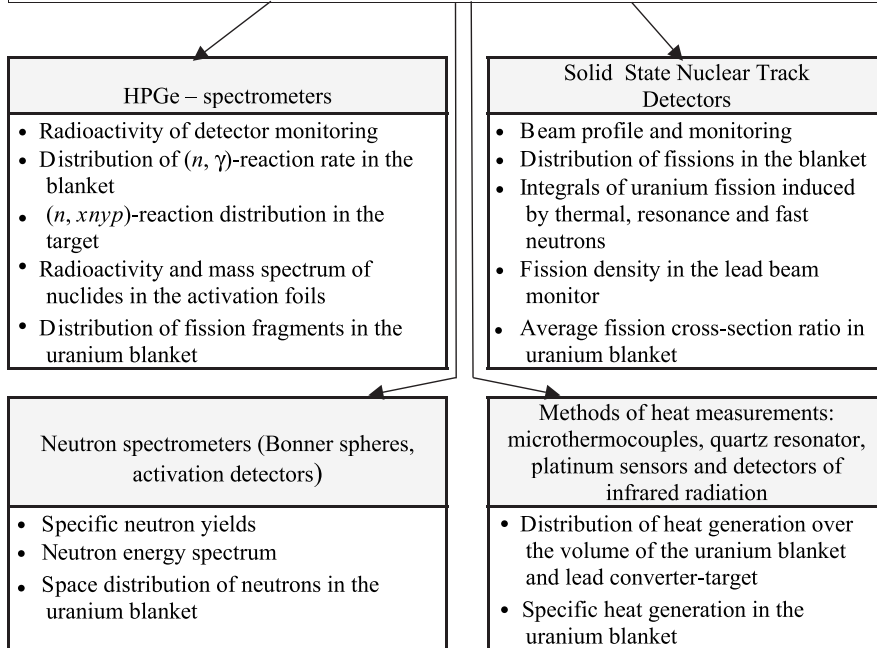 HPGe – spectrometers
• Radioactivity of detector monitoring
• Distribution of (n, γ)-reaction rate in the
blanket
• (n, xnyp)-reaction distribution in the
target
• Radioactivity and mass spectrum of
nuclides in the activation foils
• Distribution of fission fragments in the
uranium blanket
Solid State Nuclear Track
Detectors
• Beam profile and monitoring
• Distribution of fissions in the blanket
• Integrals of uranium fission induced
by thermal, resonance and fast
neutrons
• Fission density in the lead beam
monitor
• Average fission cross-section ratio in
uranium blanket
Neutron spectrometers (Bonner spheres,
activation detectors)
• Specific neutron yields
• Neutron energy spectrum
• Space distribution of neutrons in the
uranium blanket
Methods of heat measurements:
microthermocouples, quartz resonator,
platinum sensors and detectors of
infrared radiation
• Distribution of heat generation over
the volume of the uranium blanket
and lead converter-target
• Specific heat generation in the
uranium blanket